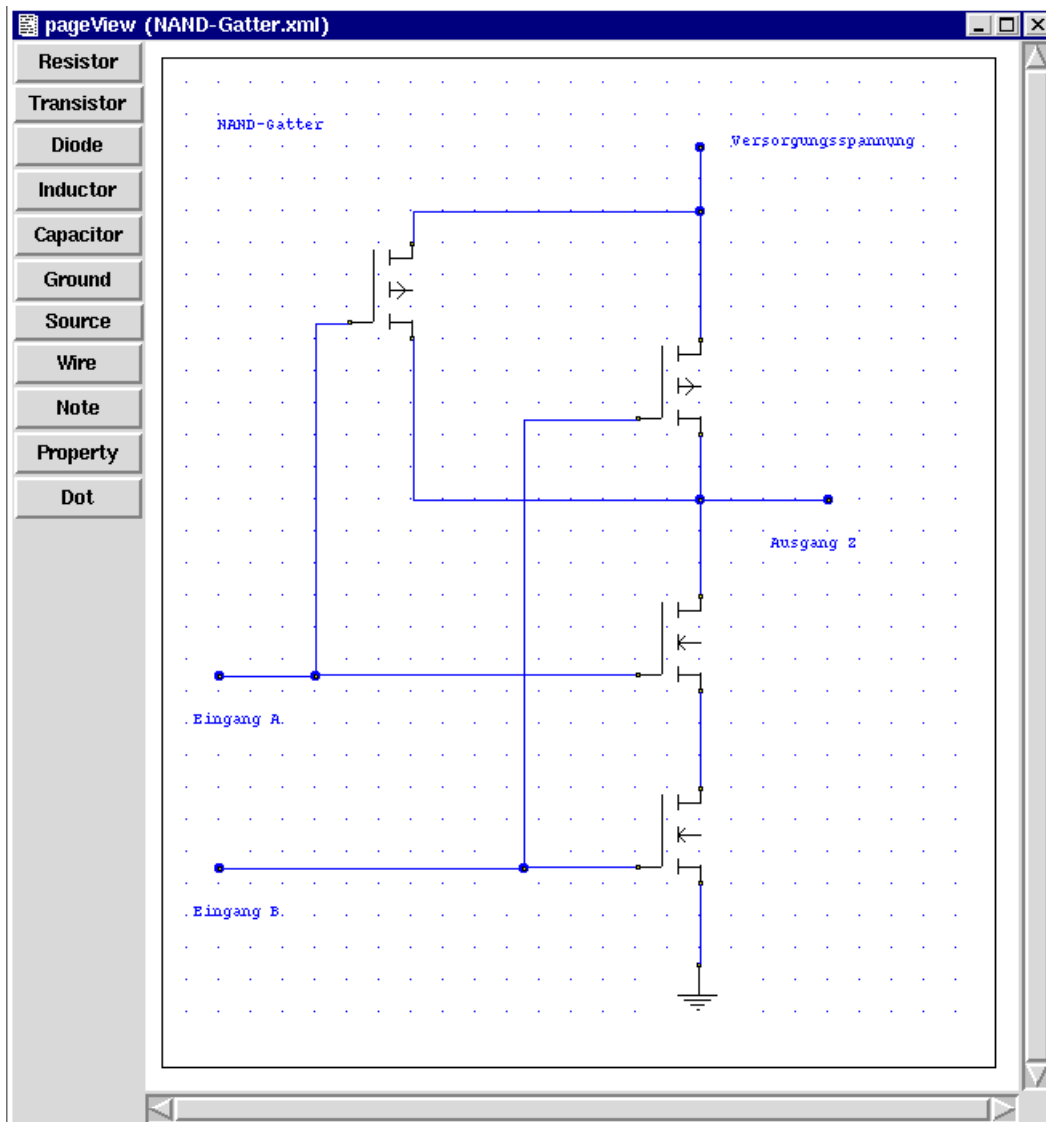 pageView (NAND-Gatter.xml)
Resistor
Transistor
Diode
Inductor
Capacitor
Ground
Source
Wire
Note
Property
Dot
NAND-Gatter
Versorgungsspannung
Ausgang Z
Eingang A
Eingang B